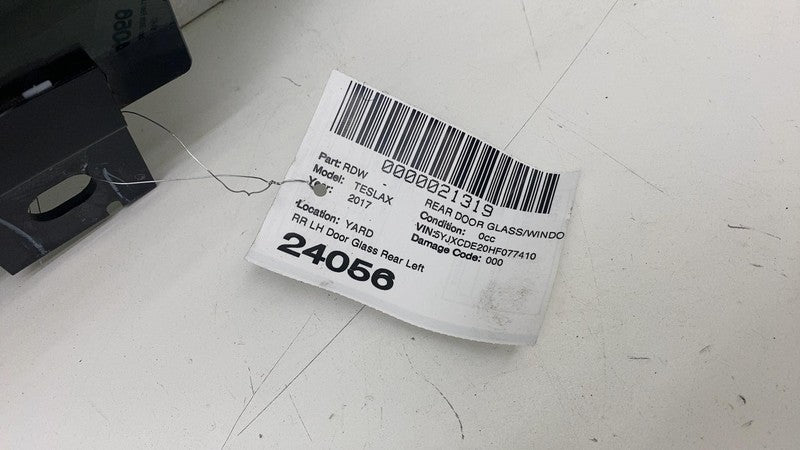 0000021319
Part: RDW
REAR DOOR GLASS/WINDO
Model: TESLAX
Condition: 0cc
Year: 2017
VIN:5YJXCDE20HF077410
Damage Code: 000
Location: YARD
RR LH Door Glass Rear Left
24056